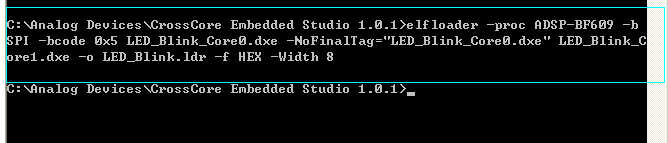 C:\Analog Devices\CrossCore Embedded Studio 1.0.1>elfloader -proc ADSP-BF609 -b
SPI -bcode 0x5 LED_Blink_Core0.dxe -NoFinalTag="LED_Blink_Core0.dxe" LED_Blink_C
ore1.dxe -o LED_Blink.ldr -f HEX -Width 8
C:\Analog Devices\CrossCore Embedded Studio 1.0.1>_